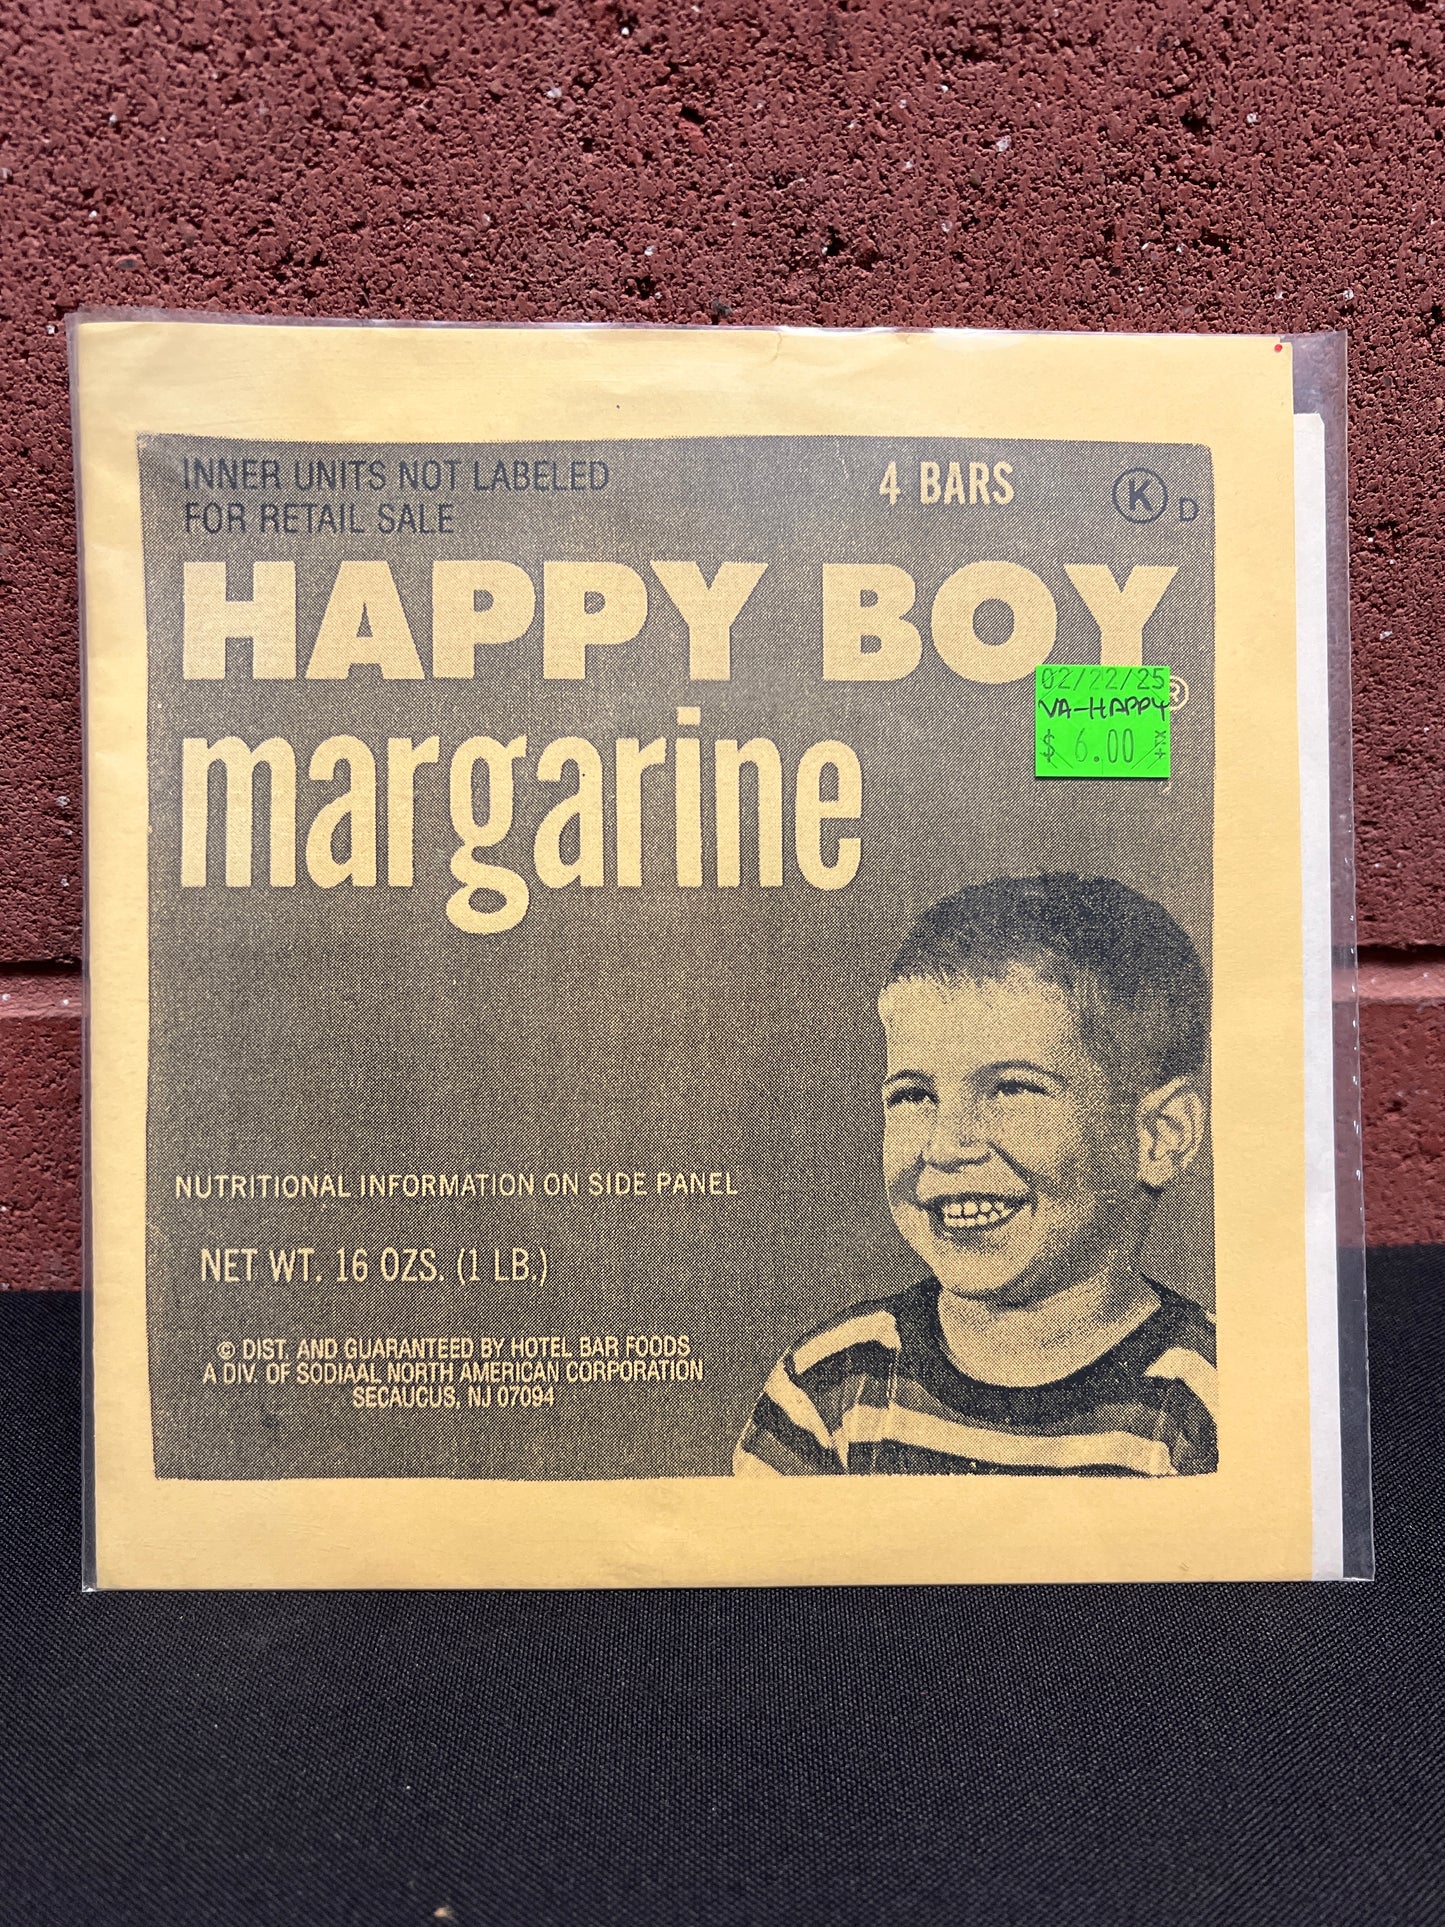 INNER UNITS NOT LABELED
FOR RETAIL SALE
4 BARS
K D
HAPPY BOY
®
margarine
02/22/25
VA-HAPPY
$ 6.00 +TX
NUTRITIONAL INFORMATION ON SIDE PANEL
NET WT. 16 OZS. (1 LB.)
© DIST. AND GUARANTEED BY HOTEL BAR FOODS
A DIV. OF SODIAAL NORTH AMERICAN CORPORATION
SECAUCUS, NJ 07094